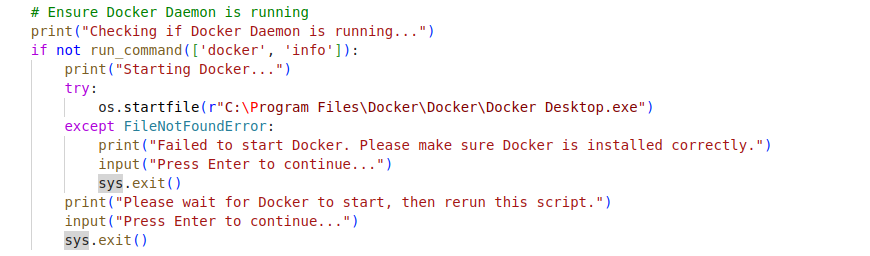 # Ensure Docker Daemon is running
print("Checking if Docker Daemon is running...")
if not run_command(['docker', 'info']):
    print("Starting Docker...")
    try:
        os.startfile(r"C:\Program Files\Docker\Docker\Docker Desktop.exe")
    except FileNotFoundError:
        print("Failed to start Docker. Please make sure Docker is installed correctly.")
        input("Press Enter to continue...")
        sys.exit()
    print("Please wait for Docker to start, then rerun this script.")
    input("Press Enter to continue...")
    sys.exit()